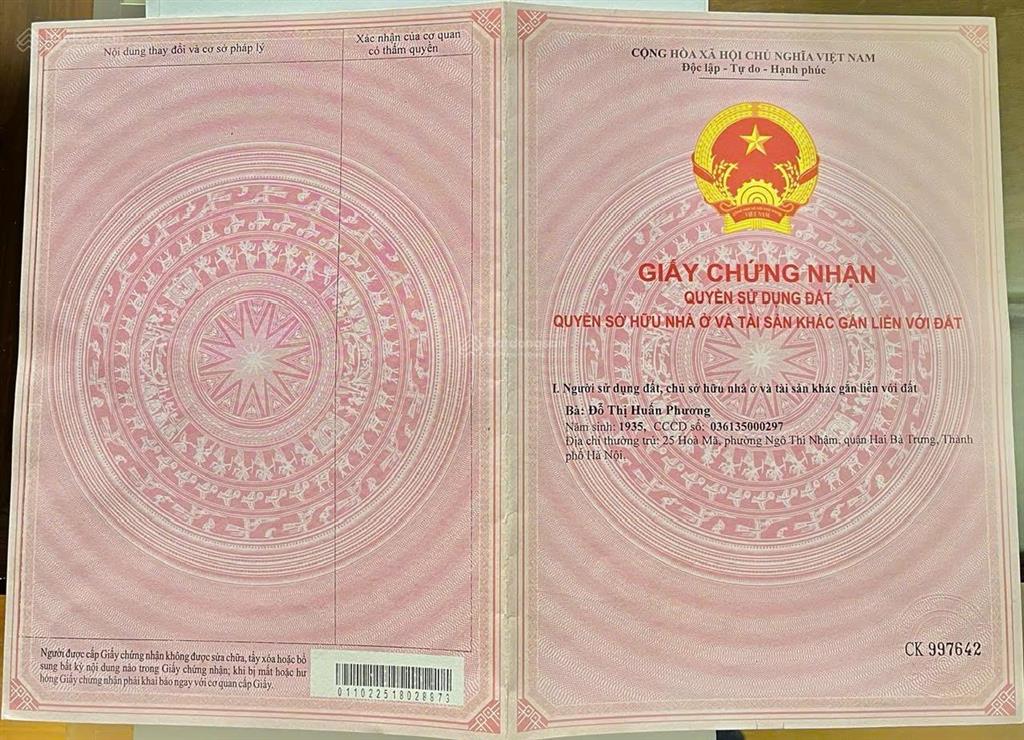 Nội dung thay đổi và cơ sở pháp lý
Xác nhận của cơ quan
có thẩm quyền
Người được cấp Giấy chứng nhận không được sửa chữa, tẩy xóa hoặc bổ
sung bất kỳ nội dung nào trong Giấy chứng nhận; khi bị mất hoặc hư
hỏng Giấy chứng nhận phải khai báo ngay với cơ quan cấp Giấy.
011022518028873
CỘNG HÒA XÃ HỘI CHỦ NGHĨA VIỆT NAM
Độc lập - Tự do - Hạnh phúc
VIỆT NAM
GIẤY CHỨNG NHẬN
QUYỀN SỬ DỤNG ĐẤT
QUYỀN SỞ HỮU NHÀ Ở VÀ TÀI SẢN KHÁC GẮN LIỀN VỚI ĐẤT
I. Người sử dụng đất, chủ sở hữu nhà ở và tài sản khác gắn liền với đất
Bà: Đỗ Thị Huấn Phương
Năm sinh: 1935, CCCD số: 036135000297
Địa chỉ thường trú: 25 Hoà Mã, phường Ngô Thì Nhậm, quận Hai Bà Trưng, Thành
phố Hà Nội.
CK 997642